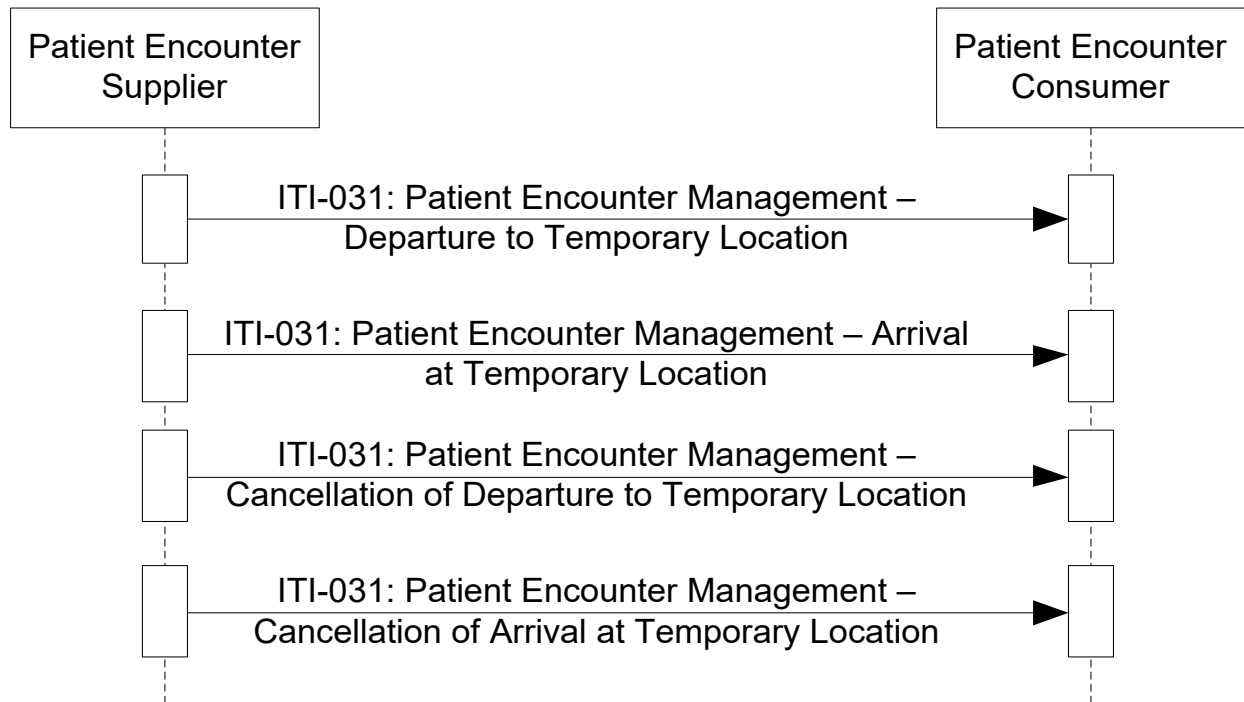 Patient Encounter
Supplier
Patient Encounter
Consumer
ITI-031: Patient Encounter Management –
Departure to Temporary Location
ITI-031: Patient Encounter Management – Arrival
at Temporary Location
ITI-031: Patient Encounter Management –
Cancellation of Departure to Temporary Location
ITI-031: Patient Encounter Management –
Cancellation of Arrival at Temporary Location